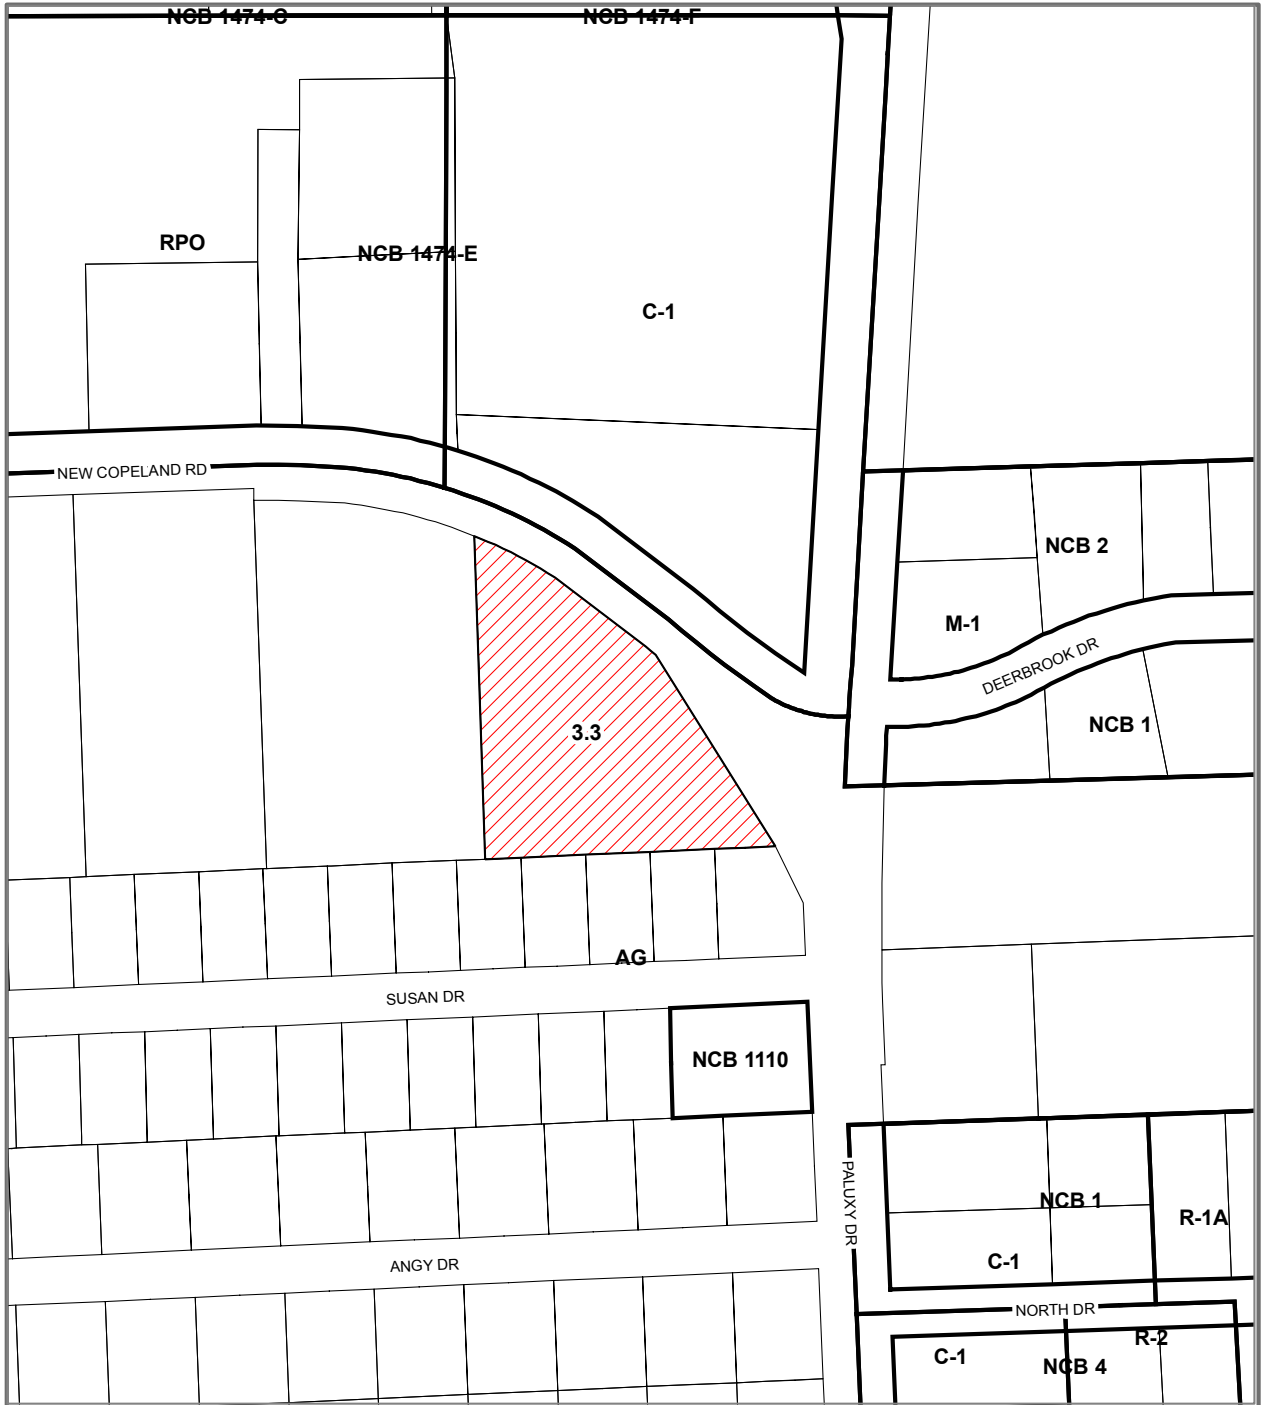 NCB 1474-C
NCB 1474-F
RPO
NCB 1474-E
C-1
NEW COPELAND RD
NCB 2
M-1
DEERBROOK DR
NCB 1
3.3
AG
SUSAN DR
NCB 1110
PALUXY DR
NCB 1
R-1A
C-1
ANGY DR
NORTH DR
R-2
C-1
NCB 4